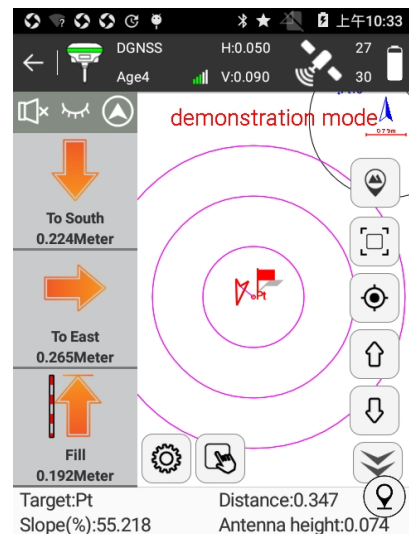 上午10:33
DGNSS H:0.050 27
Age4 V:0.090 30
demonstration mode
To South
0.224Meter
Pt
To East
0.265Meter
Fill
0.192Meter
Target:Pt Distance:0.347
Slope(%):55.218 Antenna height:0.074